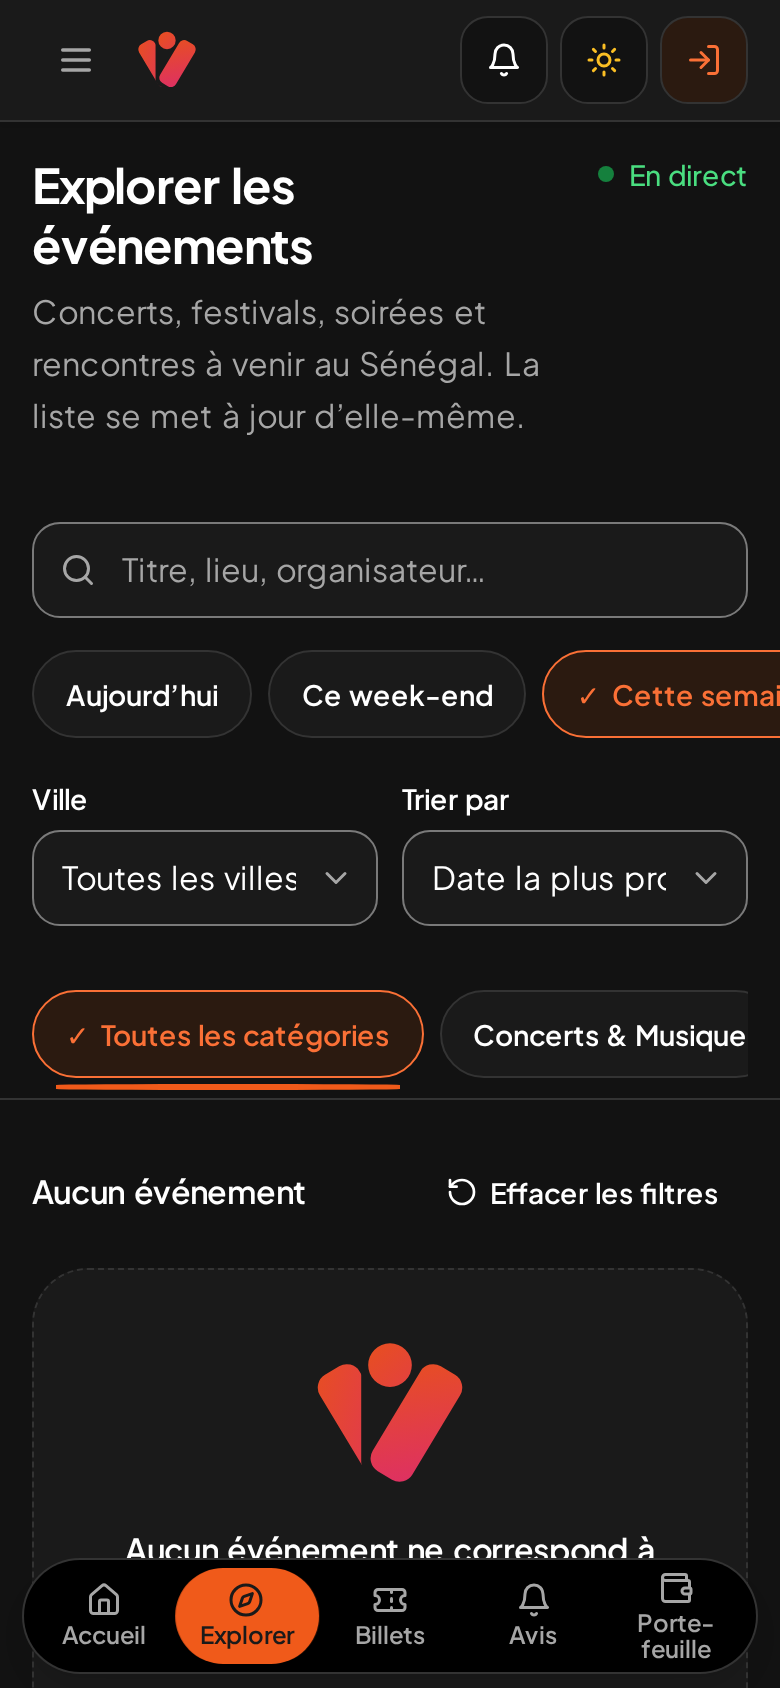 Explorer les
événements
En direct
Concerts, festivals, soirées et
rencontres à venir au Sénégal. La
liste se met à jour d’elle-même.
Titre, lieu, organisateur…
Aujourd’hui
Ce week-end
✓ Cette semai
Ville
Trier par
Toutes les villes
Date la plus pro
✓ Toutes les catégories
Concerts & Musique
Aucun événement
Effacer les filtres
Aucun événement ne correspond à
Accueil
Explorer
Billets
Avis
Porte-
feuille